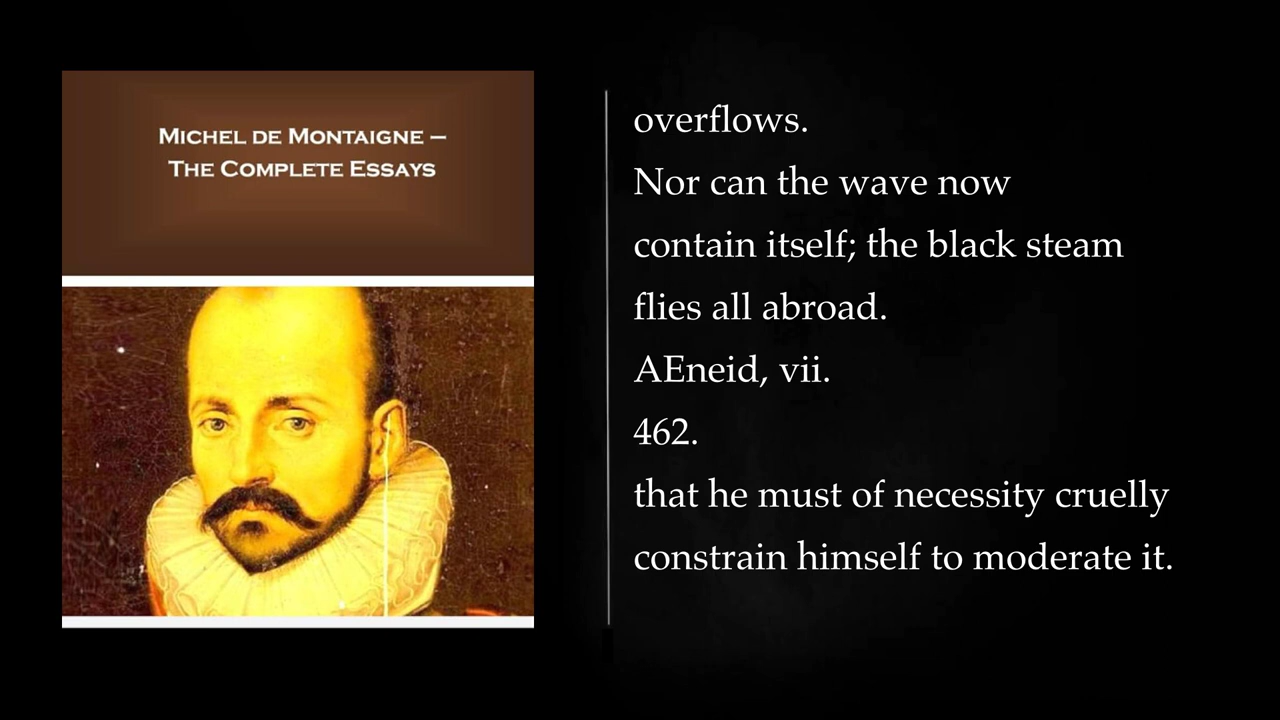 MICHEL DE MONTAIGNE –
THE COMPLETE ESSAYS
overflows.
Nor can the wave now
contain itself; the black steam
flies all abroad.
AEneid, vii.
462.
that he must of necessity cruelly
constrain himself to moderate it.